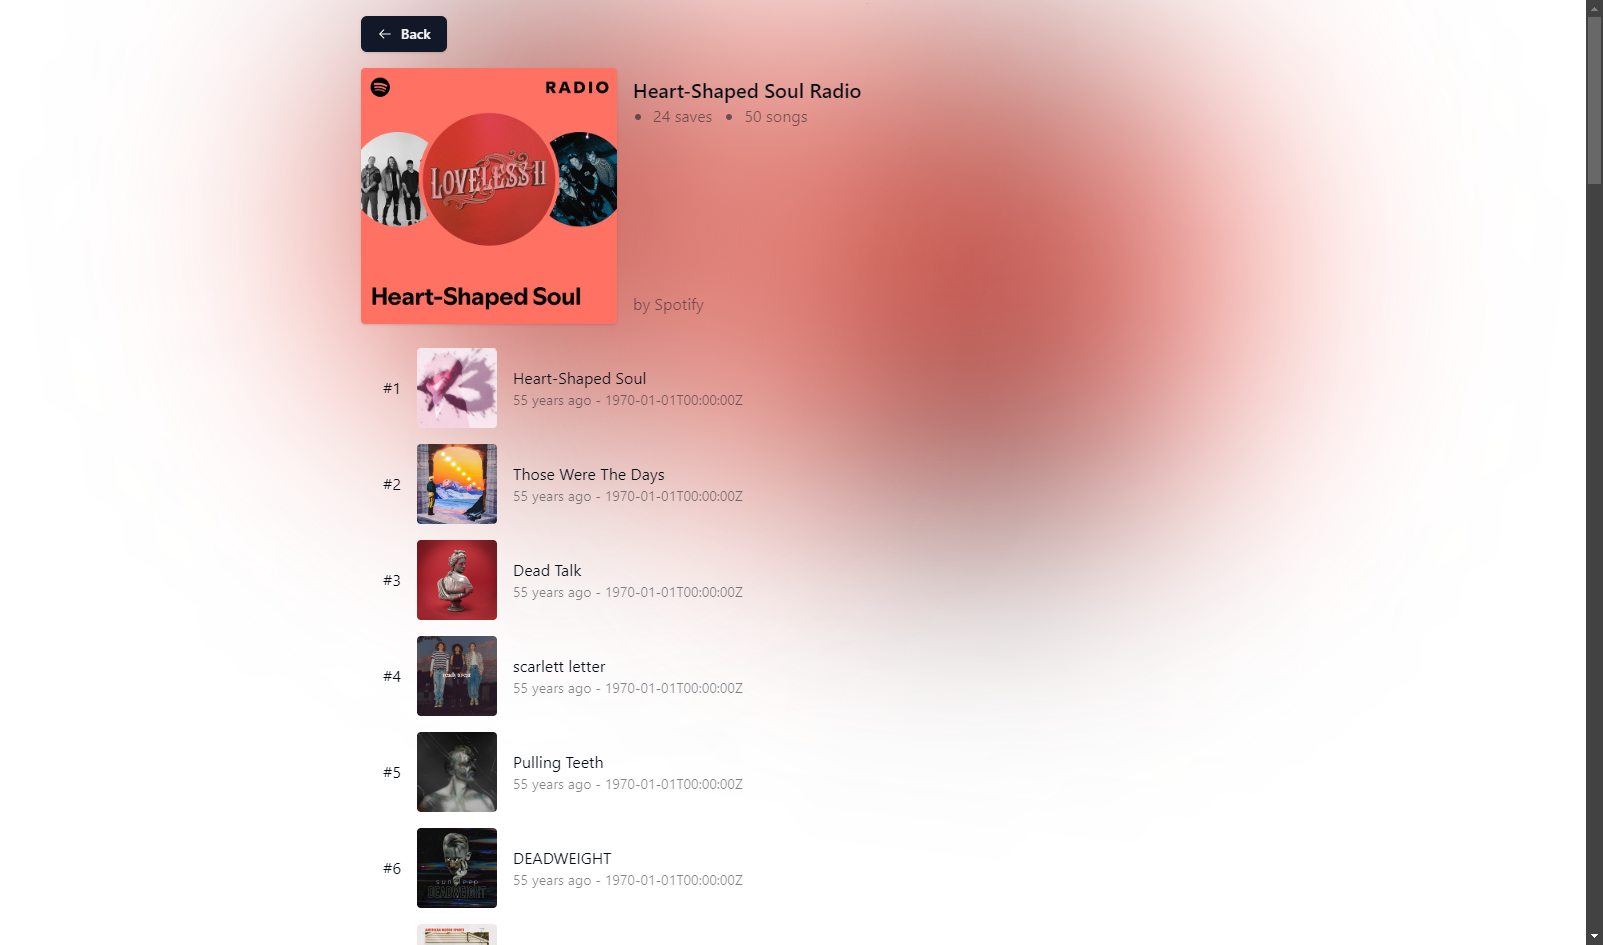 ← Back
RADIO
LOVELESS II
Heart-Shaped Soul
Heart-Shaped Soul Radio
• 24 saves • 50 songs
by Spotify
#1
Heart-Shaped Soul
55 years ago - 1970-01-01T00:00:00Z
#2
Those Were The Days
55 years ago - 1970-01-01T00:00:00Z
#3
Dead Talk
55 years ago - 1970-01-01T00:00:00Z
#4
scarlett letter
55 years ago - 1970-01-01T00:00:00Z
#5
Pulling Teeth
55 years ago - 1970-01-01T00:00:00Z
#6
DEADWEIGHT
DEADWEIGHT
55 years ago - 1970-01-01T00:00:00Z